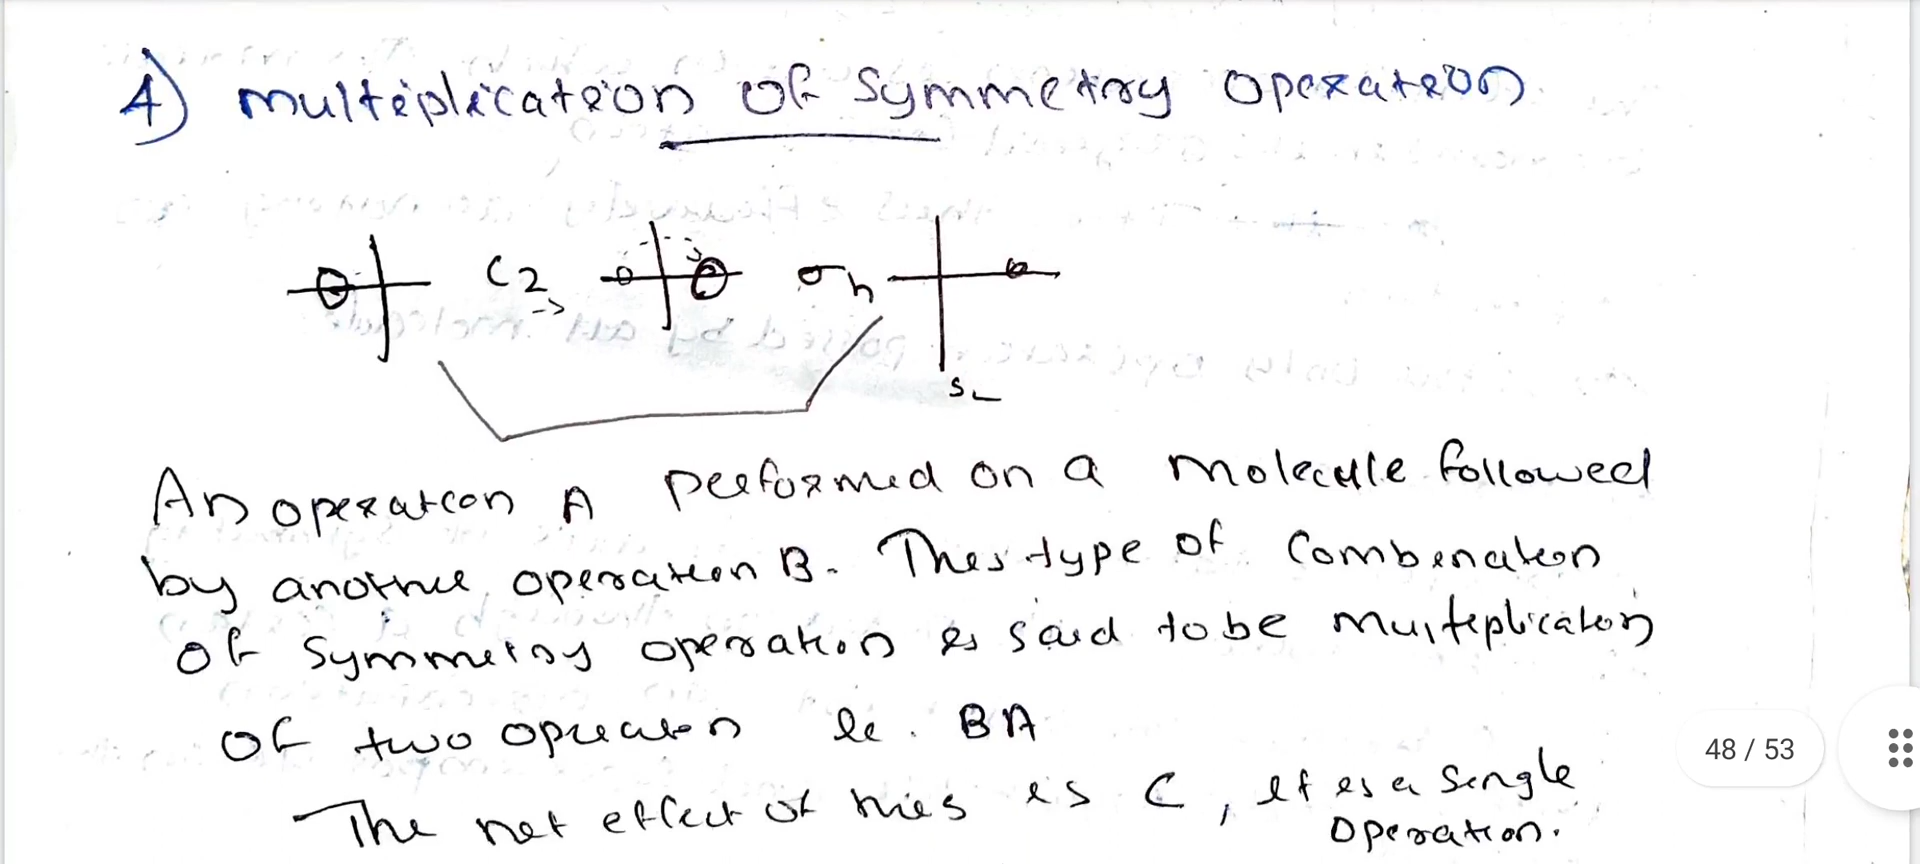 4) multiplication of symmetry operation
C2 → σh
S2
An operation A performed on a molecule followed
by another operation B. This type of combination
of symmetry operation is said to be multiplication
of two operation ie. BA
The net effect of this is C, it is a single
operation.
48 / 53